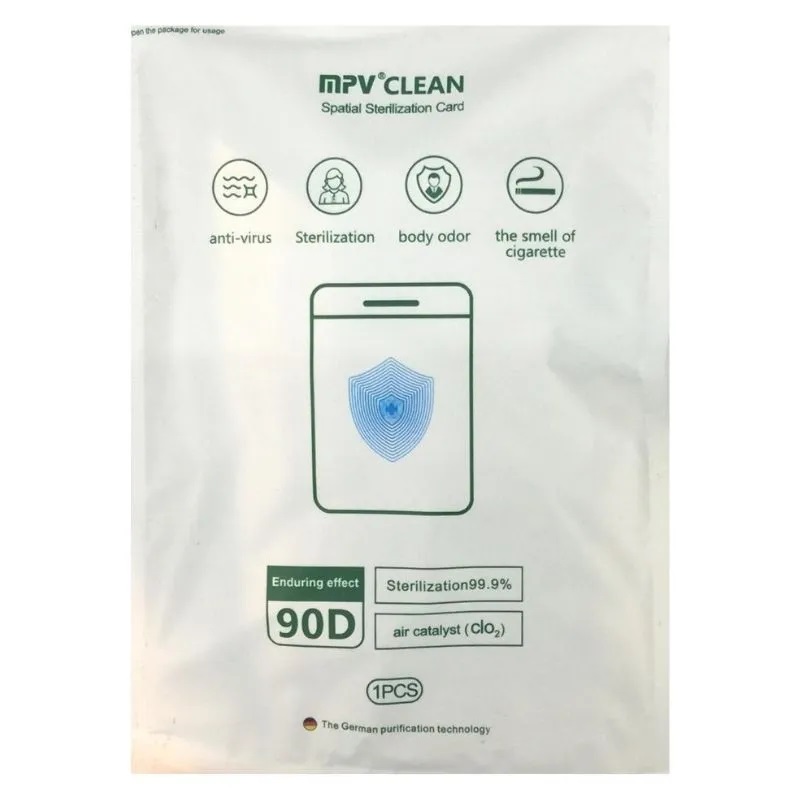 pen the package for usage
MPV® CLEAN
Spatial Sterilization Card
anti-virus
Sterilization
body odor
the smell of
cigarette
Enduring effect
90D
Sterilization99.9%
air catalyst (clo₂)
1PCS
The German purification technology